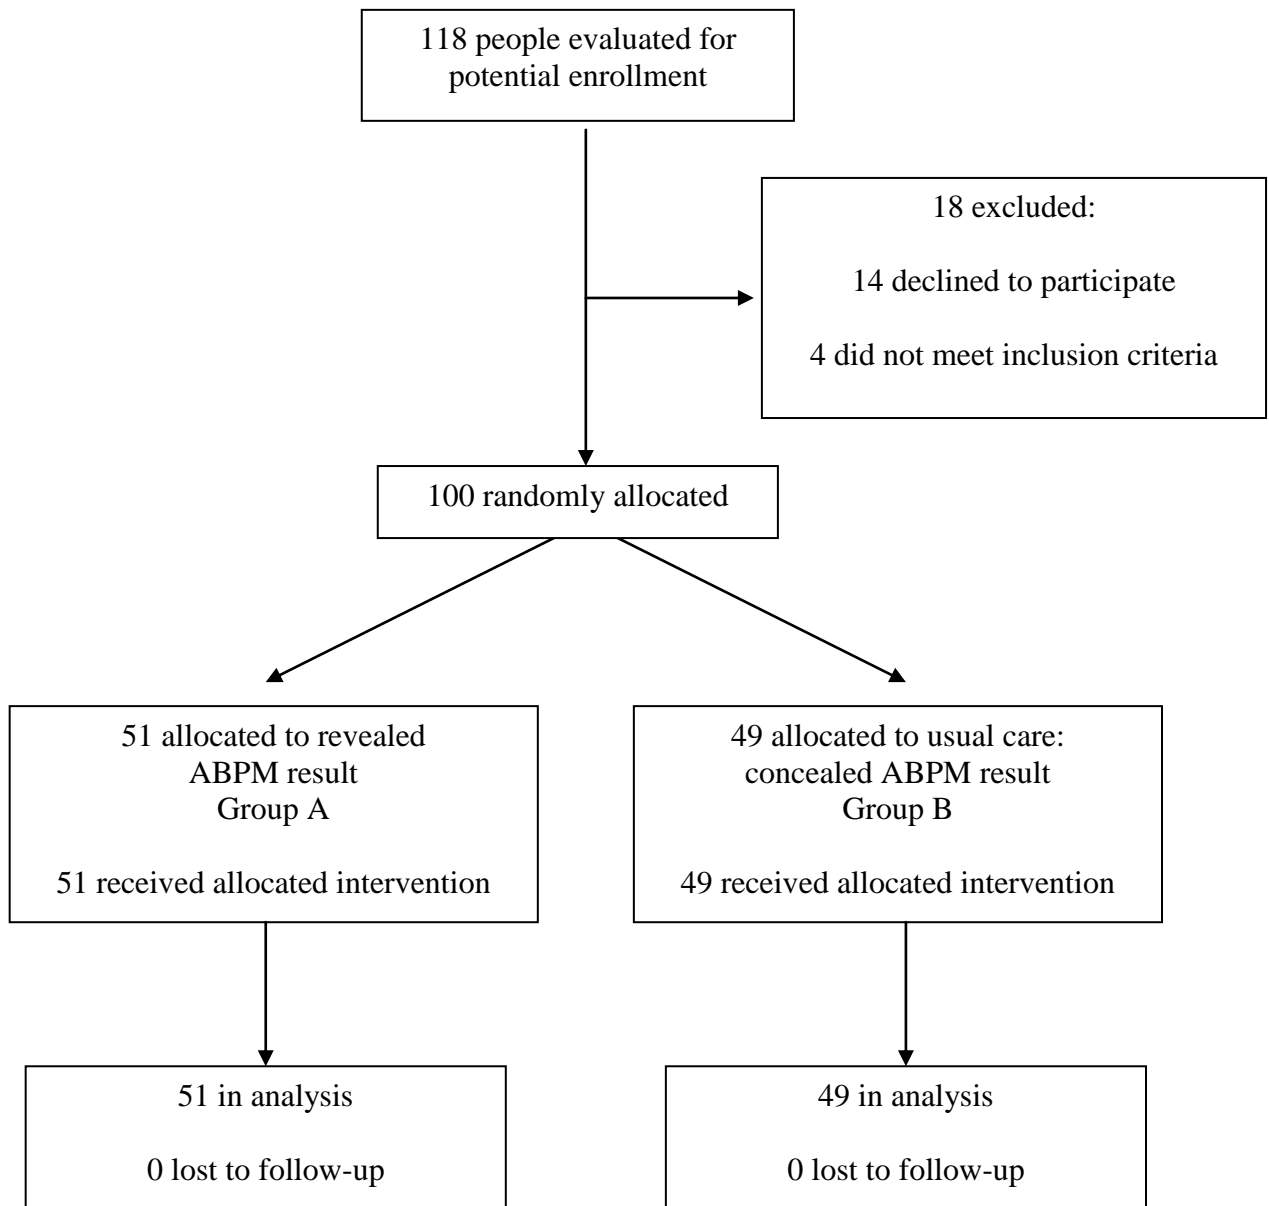 118 people evaluated for
potential enrollment
18 excluded:
14 declined to participate
4 did not meet inclusion criteria
100 randomly allocated
51 allocated to revealed
ABPM result
Group A
51 received allocated intervention
49 allocated to usual care:
concealed ABPM result
Group B
49 received allocated intervention
51 in analysis
0 lost to follow-up
49 in analysis
0 lost to follow-up